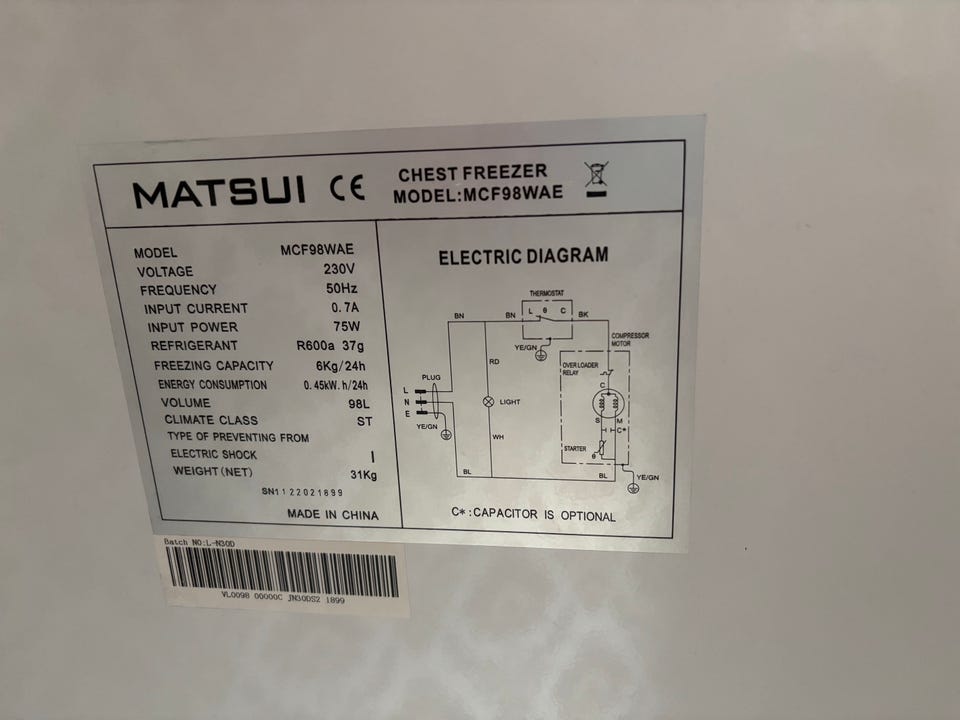 MATSUI CE
CHEST FREEZER
MODEL:MCF98WAE
MODEL MCF98WAE
VOLTAGE 230V
FREQUENCY 50Hz
INPUT CURRENT 0.7A
INPUT POWER 75W
REFRIGERANT R600a 37g
FREEZING CAPACITY 6Kg/24h
ENERGY CONSUMPTION 0.45kW.h/24h
VOLUME 98L
CLIMATE CLASS ST
TYPE OF PREVENTING FROM
ELECTRIC SHOCK I
WEIGHT(NET) 31Kg
SN1122021899
MADE IN CHINA
ELECTRIC DIAGRAM
THERMOSTAT
L θ C
BN BN BK
YE/GN
COMPRESSOR
MOTOR
RD
OVER LOADER
RELAY
PLUG
C
L
N
E
LIGHT
S M
C*
YE/GN
WH
STARTER
θ
BL BL YE/GN
C*:CAPACITOR IS OPTIONAL
Batch NO:L-N30D
VL0098 00000C JN30DS2 1899